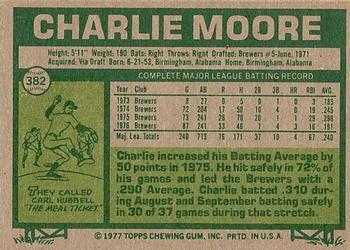 CHARLIE MOORE
382
Height: 5'11" Weight: 190 Bats: Right Throws: Right Drafted: Brewers #5-June, 1971
Acquired: Via Draft Born: 6-21-53, Birmingham, Alabama Home: Birmingham, Alabama
COMPLETE MAJOR LEAGUE BATTING RECORD
Year Club G AB R H 2B 3B HR RBI AVG.
1973 Brewers 8 27 0 5 0 1 0 3 .185
1974 Brewers 72 204 17 50 10 4 0 19 .245
1975 Brewers 73 241 26 70 20 1 1 29 .290
1976 Brewers 87 241 33 46 7 4 3 16 .191
Maj. Lea. Totals 240 713 76 171 37 10 4 67 .240
Charlie increased his Batting Average by
50 points in 1975. He hit safely in 72% of
his games and led the Brewers with
a .290 Average. Charlie batted .310
during August and September batting safely
in 30 of 37 games during that stretch.
THEY CALLED
CARL HUBBELL
"THE MEAL TICKET."
© 1977 TOPPS CHEWING GUM, INC. PRTD. IN U.S.A.